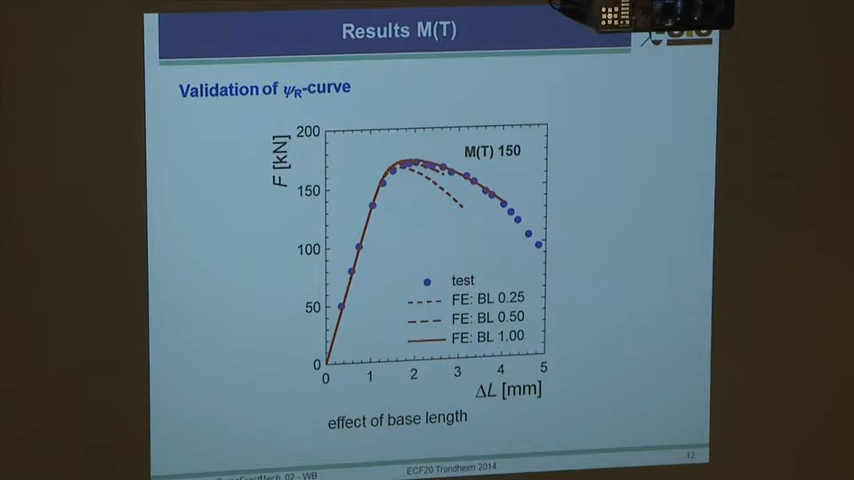 Results M(T)
Validation of ψR-curve
F [kN]
200
150
100
50
0
M(T) 150
test
FE: BL 0.25
FE: BL 0.50
FE: BL 1.00
0 1 2 3 4 5
ΔL [mm]
effect of base length
02 - WB
ECF20 Trondheim 2014
12